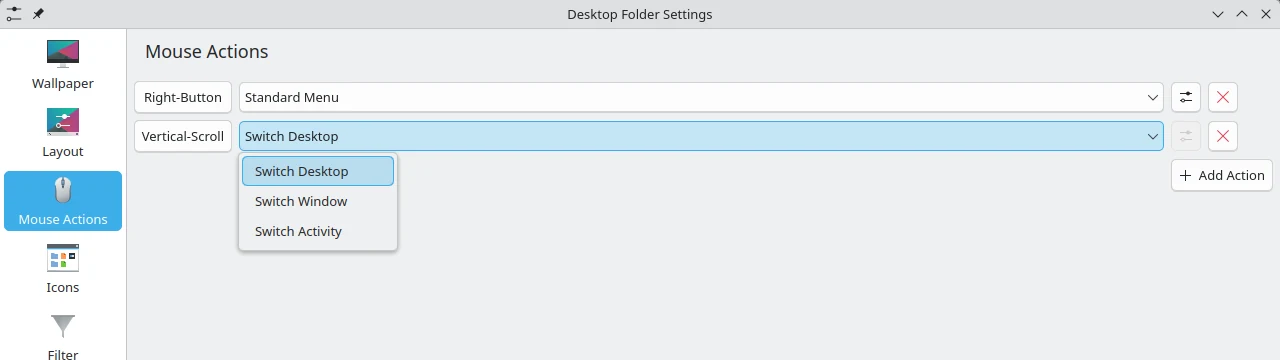 Desktop Folder Settings
Wallpaper
Layout
Mouse Actions
Icons
Filter
Mouse Actions
Right-Button Standard Menu
Vertical-Scroll Switch Desktop
Switch Desktop
Switch Window
Switch Activity
Add Action